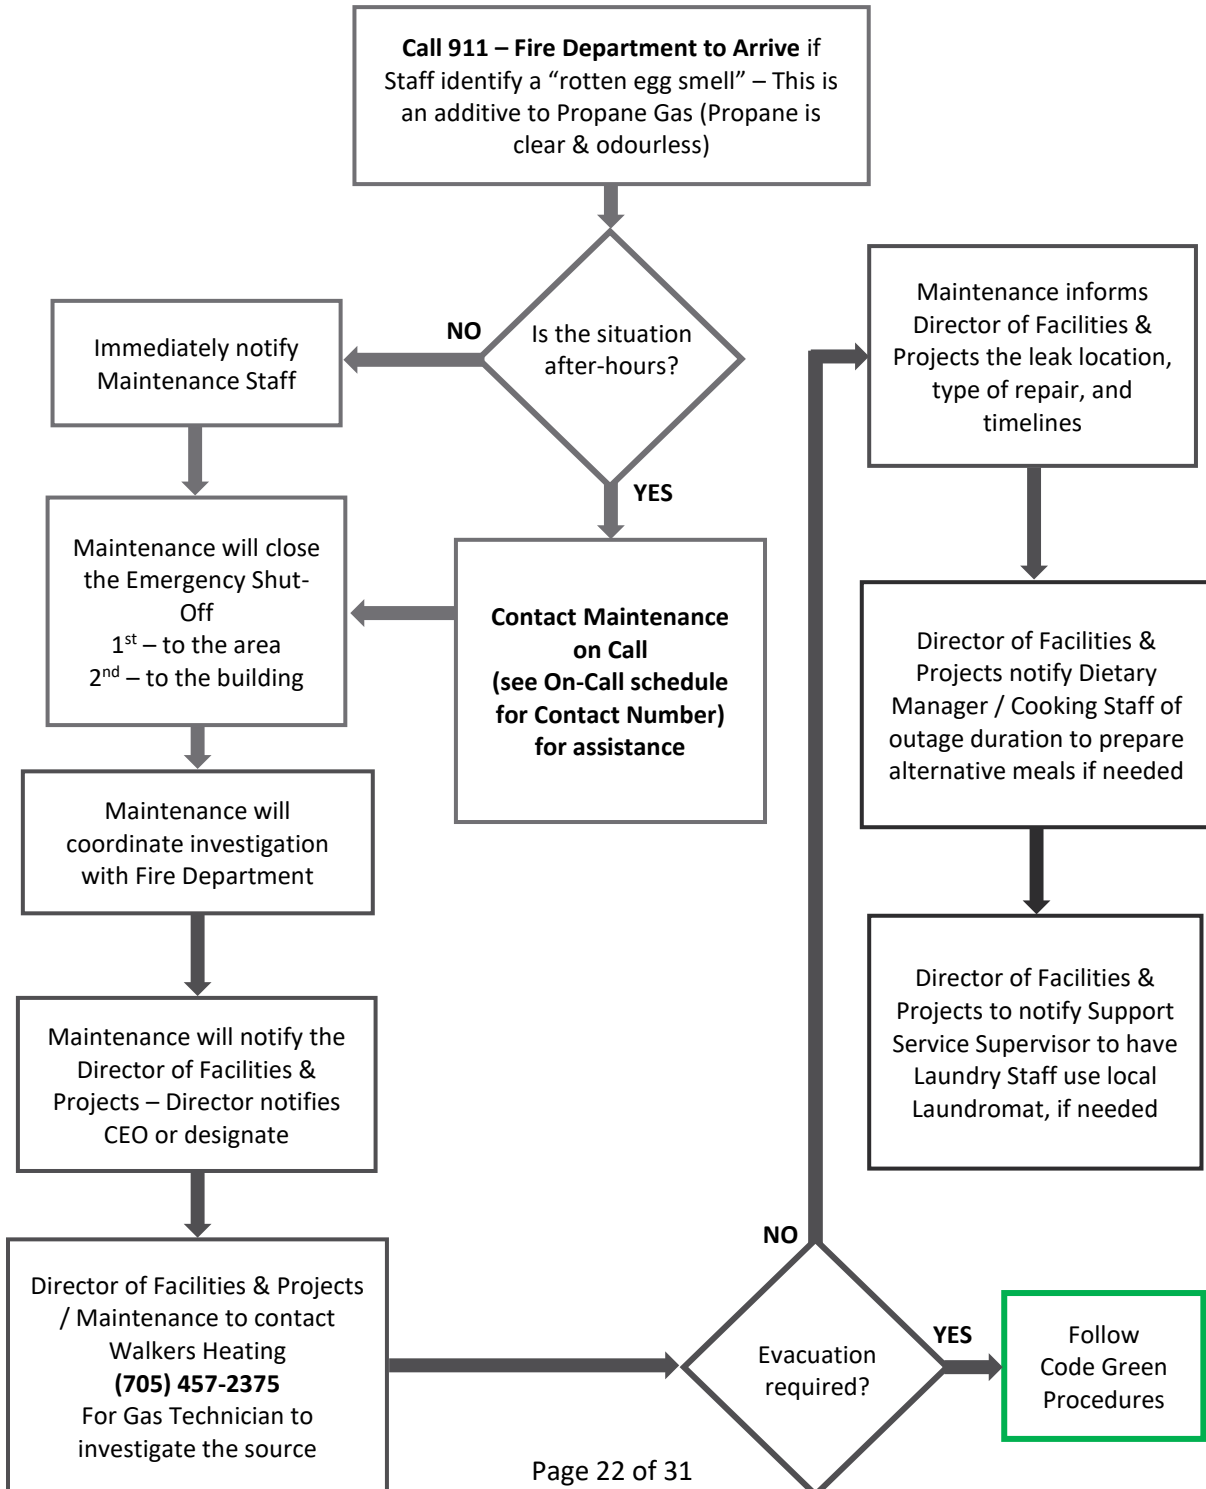 Call 911 – Fire Department to Arrive if
Staff identify a “rotten egg smell” – This is
an additive to Propane Gas (Propane is
clear & odourless)
Is the situation
after-hours?
NO
YES
Immediately notify
Maintenance Staff
Contact Maintenance
on Call
(see On-Call schedule
for Contact Number)
for assistance
Maintenance will close
the Emergency Shut-
Off
1st – to the area
2nd – to the building
Maintenance will
coordinate investigation
with Fire Department
Maintenance will notify the
Director of Facilities &
Projects – Director notifies
CEO or designate
Director of Facilities & Projects
/ Maintenance to contact
Walkers Heating
(705) 457-2375
For Gas Technician to
investigate the source
Evacuation
required?
NO
YES
Follow
Code Green
Procedures
Maintenance informs
Director of Facilities &
Projects the leak location,
type of repair, and
timelines
Director of Facilities &
Projects notify Dietary
Manager / Cooking Staff of
outage duration to prepare
alternative meals if needed
Director of Facilities &
Projects to notify Support
Service Supervisor to have
Laundry Staff use local
Laundromat, if needed
Page 22 of 31